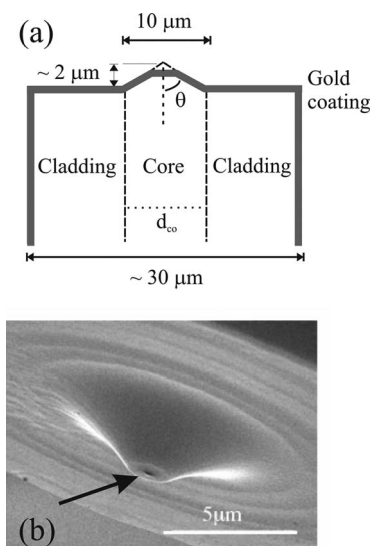 (a)
10 μm
~ 2 μm
θ
Gold
coating
Cladding
Core
Cladding
d_co
~ 30 μm
(b)
5μm